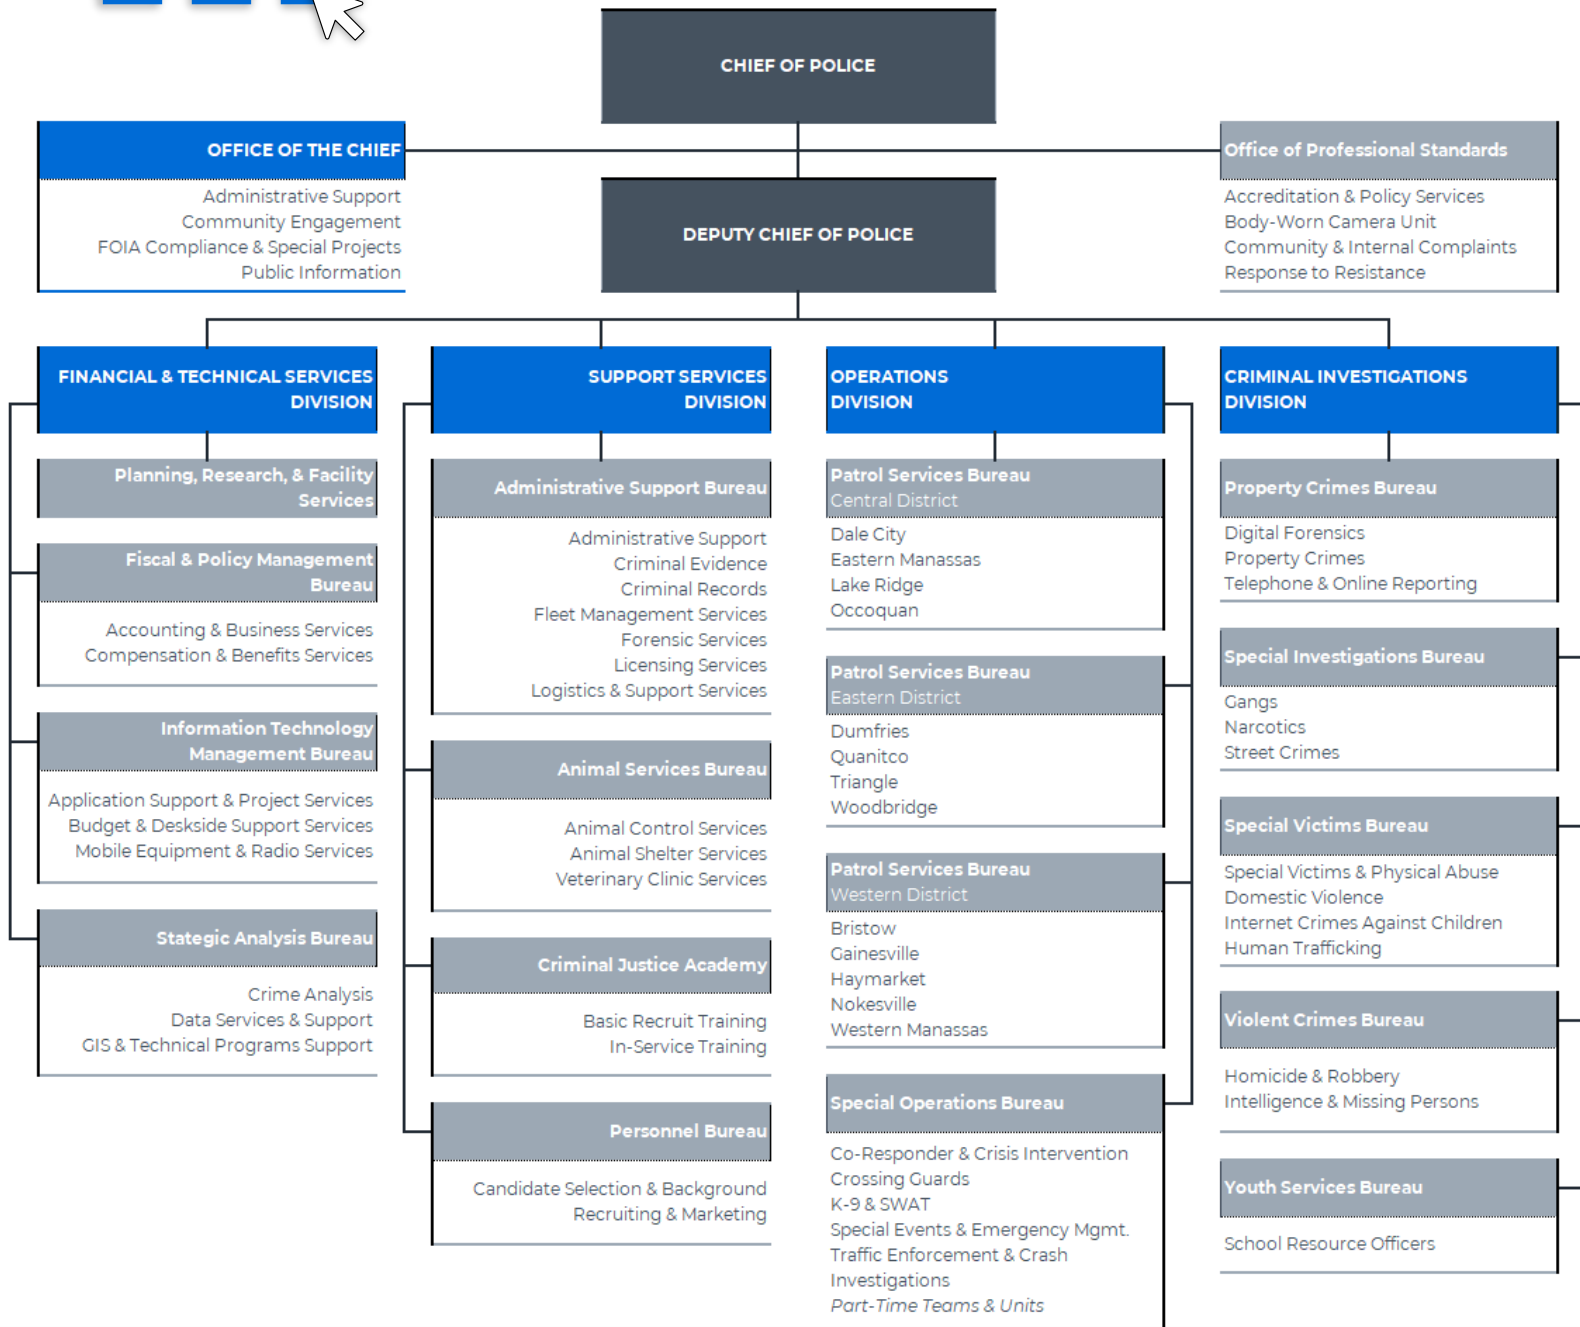 CHIEF OF POLICE
OFFICE OF THE CHIEF
Administrative Support
Community Engagement
FOIA Compliance & Special Projects
Public Information
Office of Professional Standards
Accreditation & Policy Services
Body-Worn Camera Unit
Community & Internal Complaints
Response to Resistance
DEPUTY CHIEF OF POLICE
FINANCIAL & TECHNICAL SERVICES
DIVISION
Planning, Research, & Facility
Services
Fiscal & Policy Management
Bureau
Accounting & Business Services
Compensation & Benefits Services
Information Technology
Management Bureau
Application Support & Project Services
Budget & Deskside Support Services
Mobile Equipment & Radio Services
Stategic Analysis Bureau
Crime Analysis
Data Services & Support
GIS & Technical Programs Support
SUPPORT SERVICES
DIVISION
Administrative Support Bureau
Administrative Support
Criminal Evidence
Criminal Records
Fleet Management Services
Forensic Services
Licensing Services
Logistics & Support Services
Animal Services Bureau
Animal Control Services
Animal Shelter Services
Veterinary Clinic Services
Criminal Justice Academy
Basic Recruit Training
In-Service Training
Personnel Bureau
Candidate Selection & Background
Recruiting & Marketing
OPERATIONS
DIVISION
Patrol Services Bureau
Central District
Dale City
Eastern Manassas
Lake Ridge
Occoquan
Patrol Services Bureau
Eastern District
Dumfries
Quanitco
Triangle
Woodbridge
Patrol Services Bureau
Western District
Bristow
Gainesville
Haymarket
Nokesville
Western Manassas
Special Operations Bureau
Co-Responder & Crisis Intervention
Crossing Guards
K-9 & SWAT
Special Events & Emergency Mgmt.
Traffic Enforcement & Crash
Investigations
Part-Time Teams & Units
CRIMINAL INVESTIGATIONS
DIVISION
Property Crimes Bureau
Digital Forensics
Property Crimes
Telephone & Online Reporting
Special Investigations Bureau
Gangs
Narcotics
Street Crimes
Special Victims Bureau
Special Victims & Physical Abuse
Domestic Violence
Internet Crimes Against Children
Human Trafficking
Violent Crimes Bureau
Homicide & Robbery
Intelligence & Missing Persons
Youth Services Bureau
School Resource Officers